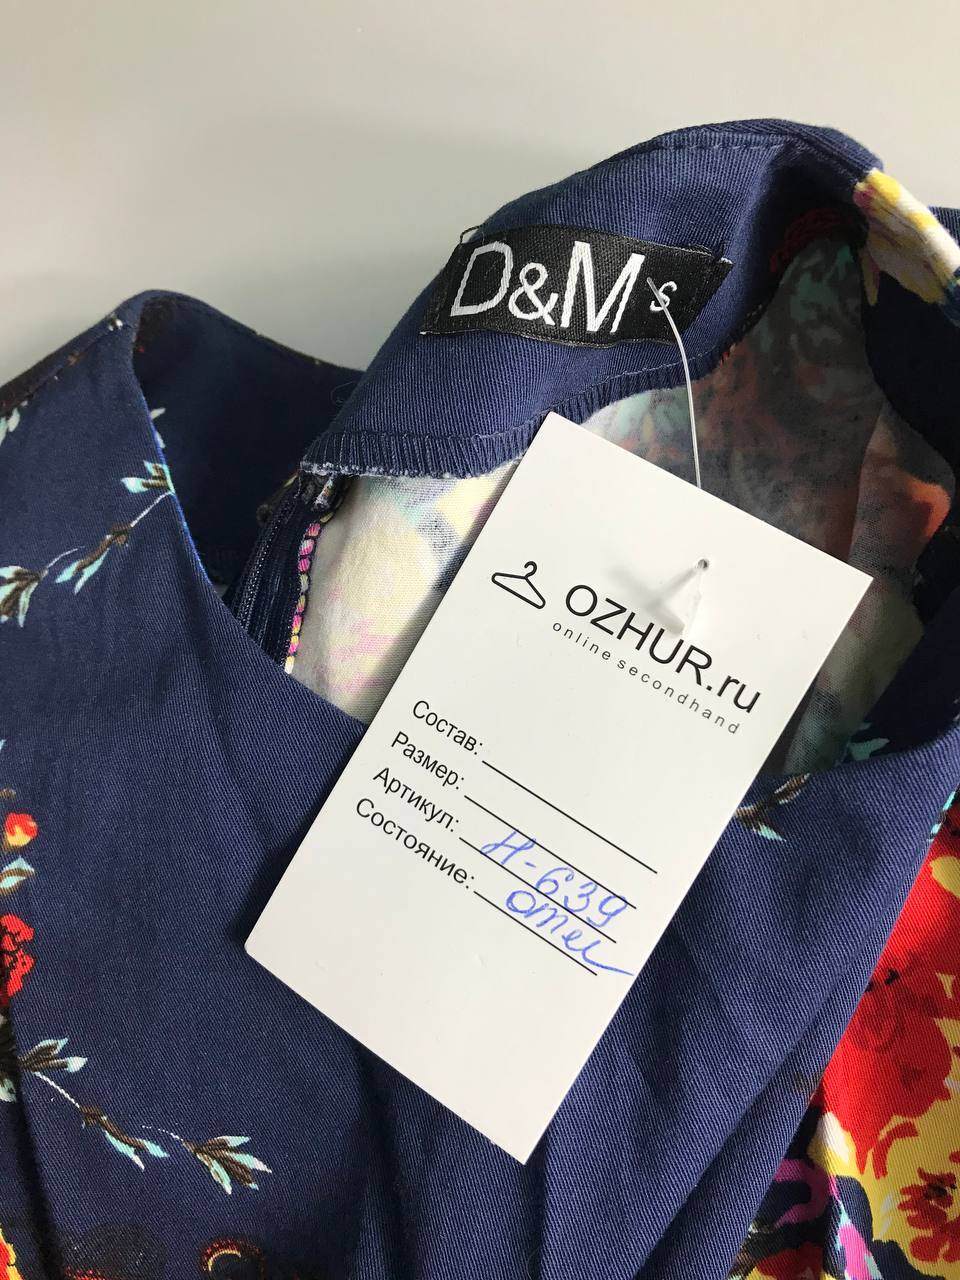 D&M S
OZHUR.ru
online secondhand
Состав:
Размер:
Артикул: Н-639
Состояние: отл